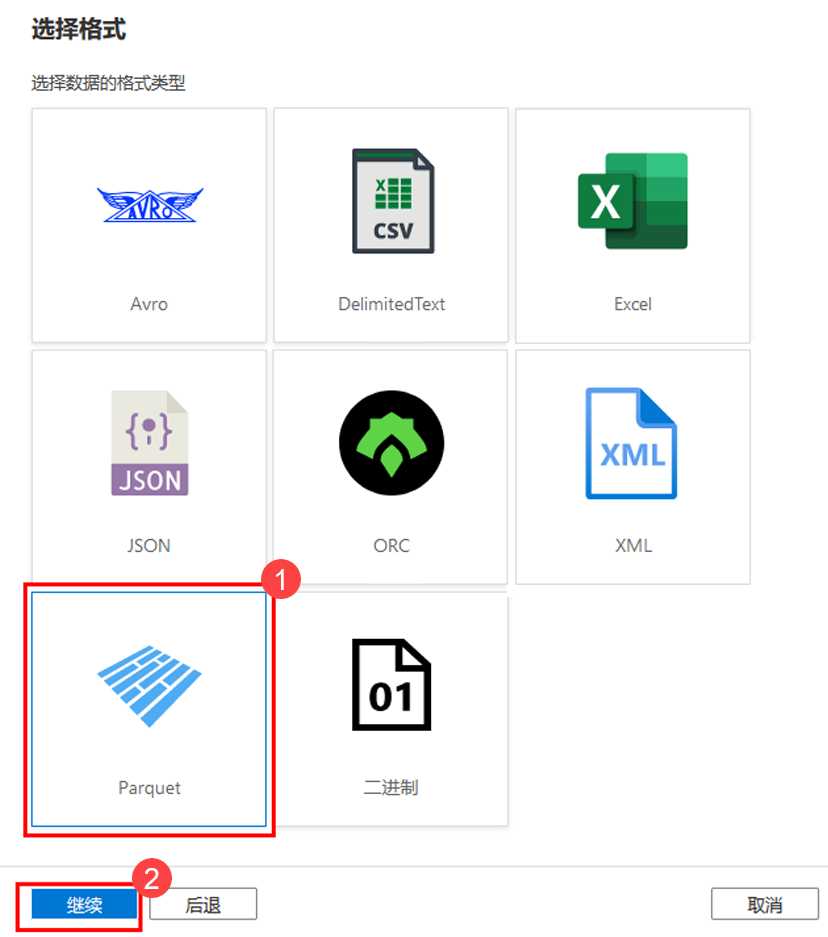 选择格式
选择数据的格式类型
AVRO
X
CSV
X
Avro
DelimitedText
Excel
{;}
JSON
XML
JSON
ORC
XML
1
01
Parquet
二进制
2
继续
后退
取消